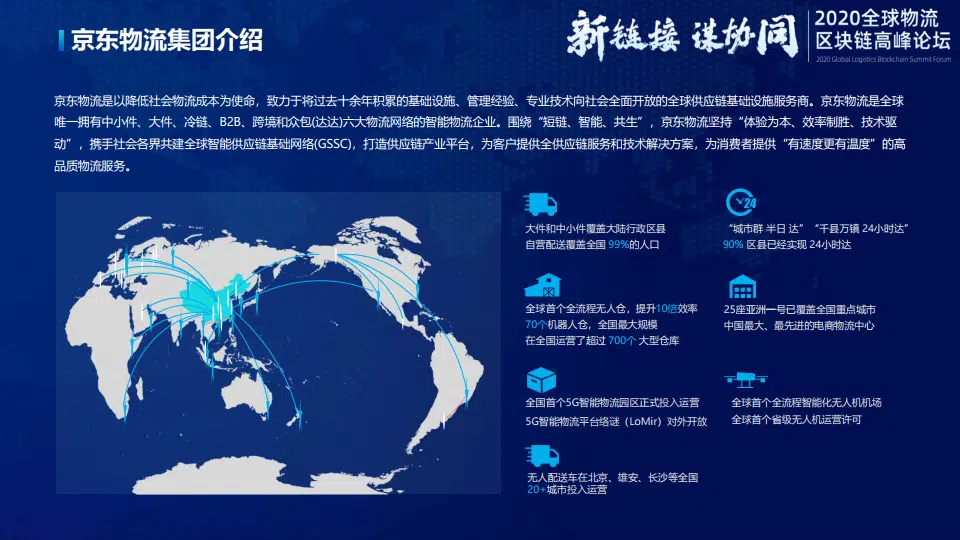 京东物流集团介绍
新链接 谋协同
2020全球物流
区块链高峰论坛
2020 Global Logistics Blockchain Summit Forum
京东物流是以降低社会物流成本为使命，致力于将过去十余年积累的基础设施、管理经验、专业技术向社会全面开放的全球供应链基础设施服务商。京东物流是全球
唯一拥有中小件、大件、冷链、B2B、跨境和众包(达达)六大物流网络的智能物流企业。围绕“短链、智能、共生”，京东物流坚持“体验为本、效率制胜、技术驱
动”，携手社会各界共建全球智能供应链基础网络(GSSC)，打造供应链产业平台，为客户提供全供应链服务和技术解决方案，为消费者提供“有速度更有温度”的高
品质物流服务。
大件和中小件覆盖大陆行政区县
自营配送覆盖全国 99%的人口
24
“城市群 半日 达”“千县万镇 24小时达”
90% 区县已经实现 24小时达
全球首个全流程无人仓，提升10倍效率
70个机器人仓，全国最大规模
在全国运营了超过 700个 大型仓库
25座亚洲一号已覆盖全国重点城市
中国最大、最先进的电商物流中心
全国首个5G智能物流园区正式投入运营
5G智能物流平台络谜（LoMir）对外开放
全球首个全流程智能化无人机机场
全球首个省级无人机运营许可
无人配送车在北京、雄安、长沙等全国
20+城市投入运营